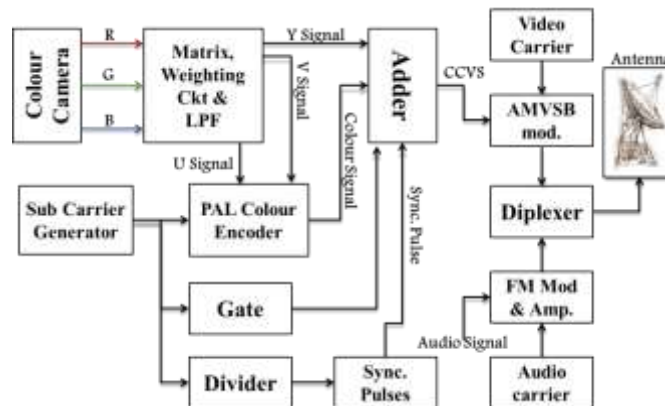 Colour
Camera
R
G
B
Matrix,
Weighting
Ckt &
LPF
Y Signal
V Signal
U Signal
Adder
CCVS
Video
Carrier
AMVSB
mod.
Antenna
Colour Signal
Sync. Pulse
Sub Carrier
Generator
PAL Colour
Encoder
Diplexer
Gate
FM Mod
& Amp.
Audio Signal
Divider
Sync.
Pulses
Audio
carrier